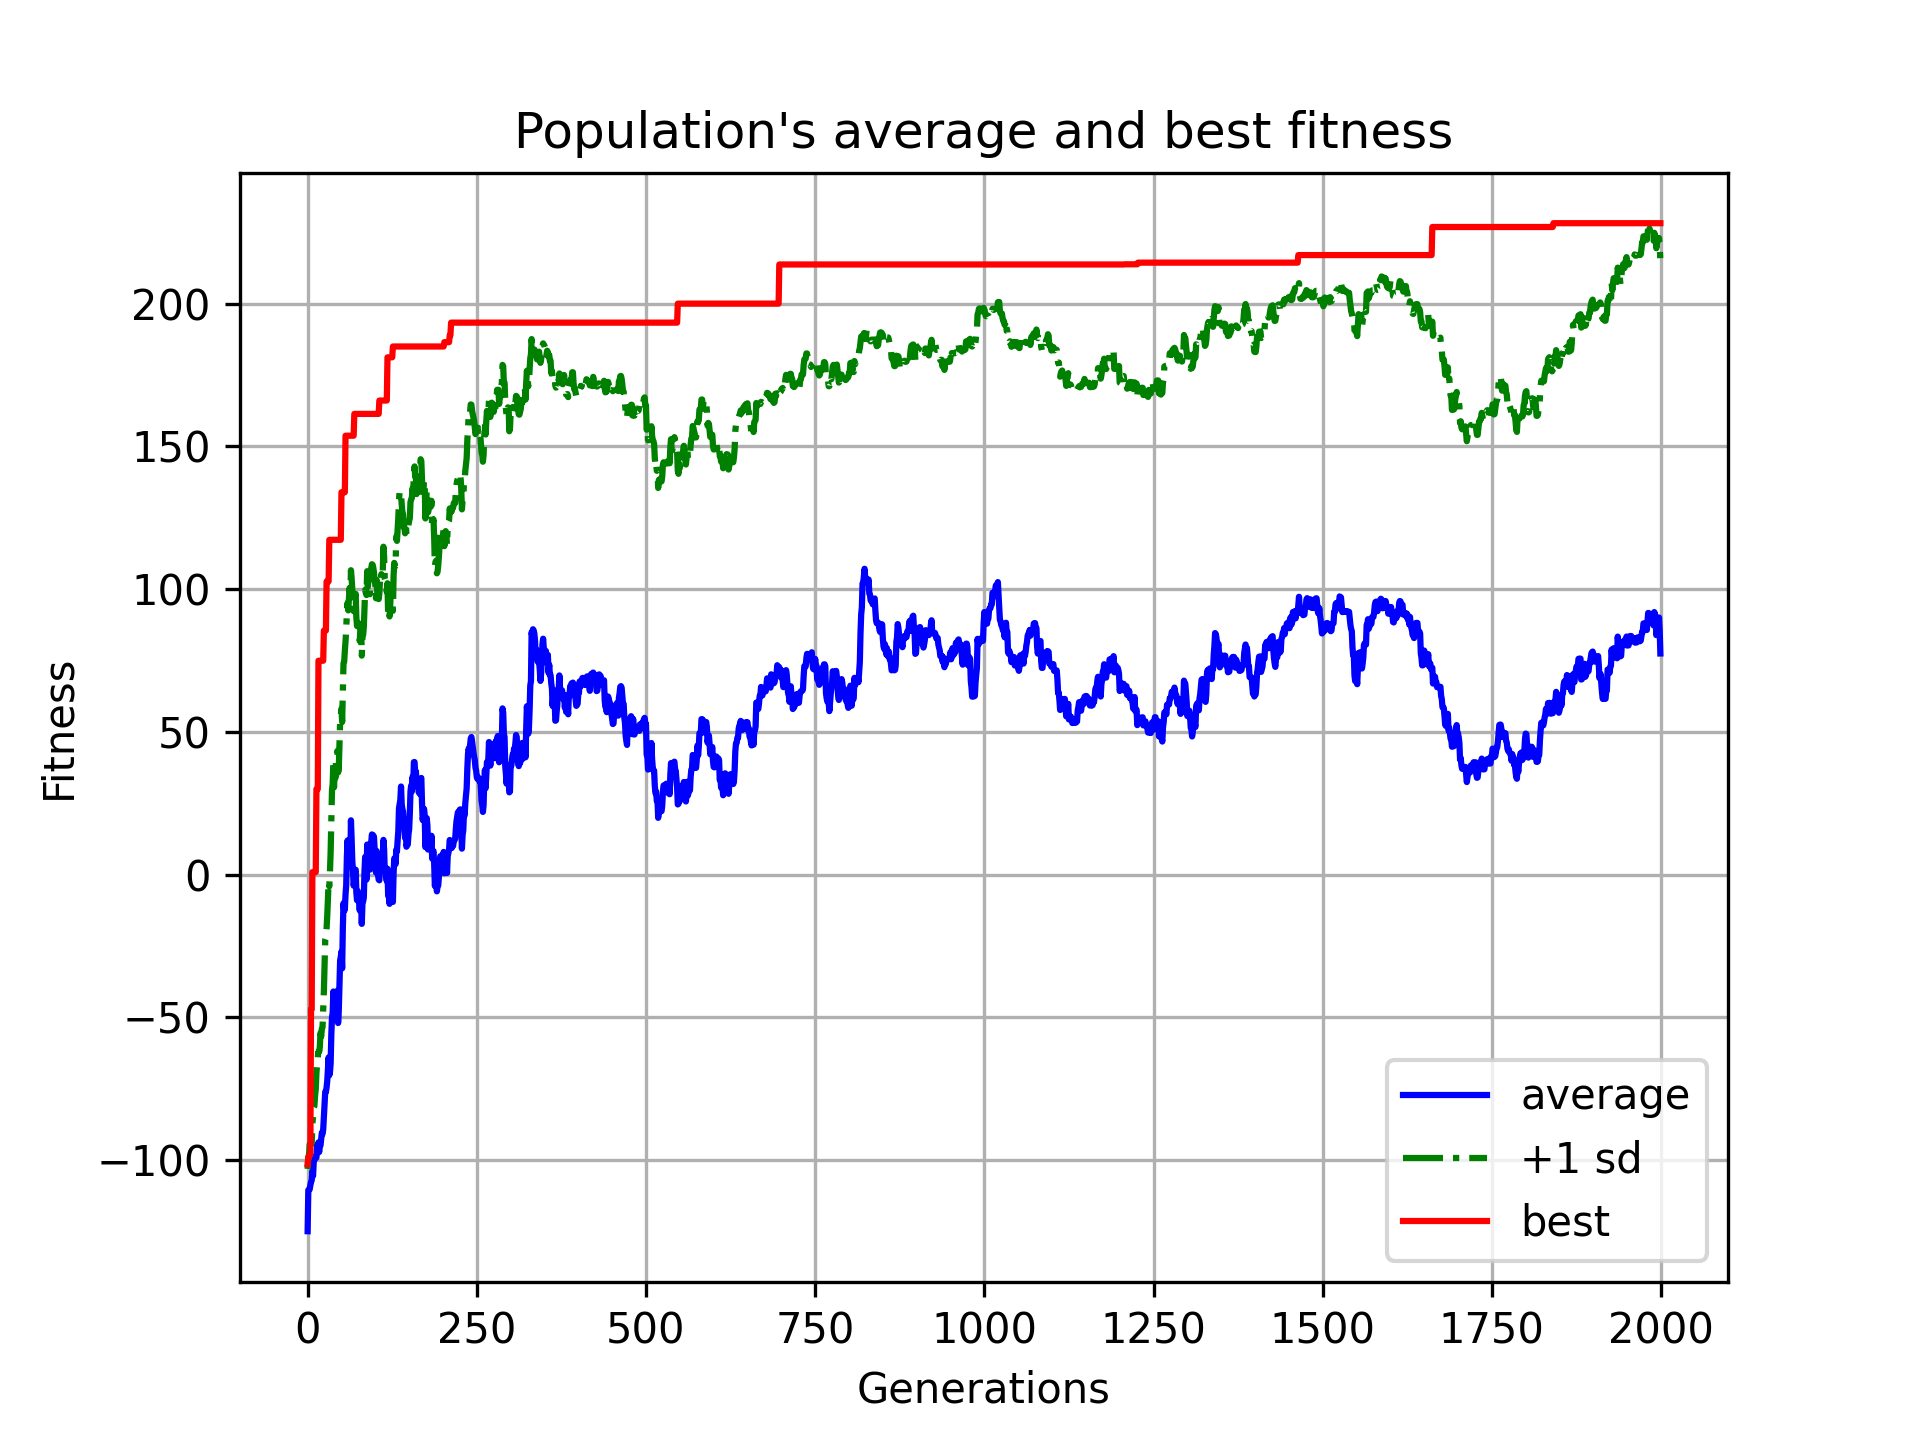 Population's average and best fitness
Fitness
200
150
100
50
0
−50
−100
0 250 500 750 1000 1250 1500 1750 2000
Generations
average
+1 sd
best